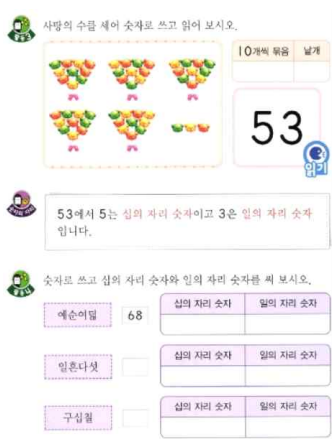 사탕의 수를 세어 숫자로 쓰고 읽어 보시오.
10개씩 묶음 낱개
53
읽기
53에서 5는 십의 자리 숫자이고 3은 일의 자리 숫자
입니다.
숫자로 쓰고 십의 자리 숫자와 일의 자리 숫자를 써 보시오.
십의 자리 숫자 일의 자리 숫자
예순여덟 68
십의 자리 숫자 일의 자리 숫자
일흔다섯
십의 자리 숫자 일의 자리 숫자
구십칠